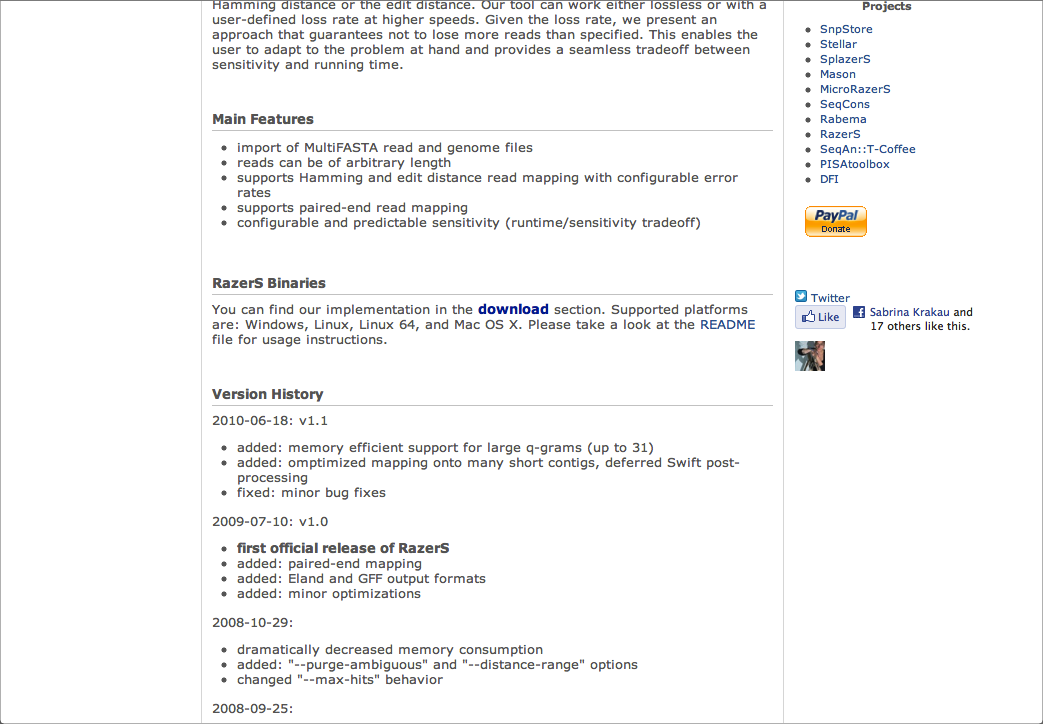 Hamming distance or the edit distance. Our tool can work either lossless or with a
user-defined loss rate at higher speeds. Given the loss rate, we present an
approach that guarantees not to lose more reads than specified. This enables the
user to adapt to the problem at hand and provides a seamless tradeoff between
sensitivity and running time.
Main Features
import of MultiFASTA read and genome files
reads can be of arbitrary length
supports Hamming and edit distance read mapping with configurable error
rates
supports paired-end read mapping
configurable and predictable sensitivity (runtime/sensitivity tradeoff)
RazerS Binaries
You can find our implementation in the download section. Supported platforms
are: Windows, Linux, Linux 64, and Mac OS X. Please take a look at the README
file for usage instructions.
Version History
2010-06-18: v1.1
added: memory efficient support for large q-grams (up to 31)
added: omptimized mapping onto many short contigs, deferred Swift post-
processing
fixed: minor bug fixes
2009-07-10: v1.0
first official release of RazerS
added: paired-end mapping
added: Eland and GFF output formats
added: minor optimizations
2008-10-29:
dramatically decreased memory consumption
added: "--purge-ambiguous" and "--distance-range" options
changed "--max-hits" behavior
2008-09-25:
Projects
SnpStore
Stellar
SplazerS
Mason
MicroRazerS
SeqCons
Rabema
RazerS
SeqAn::T-Coffee
PISAtoolbox
DFI
PayPal
Donate
Twitter
Like
Sabrina Krakau and
17 others like this.